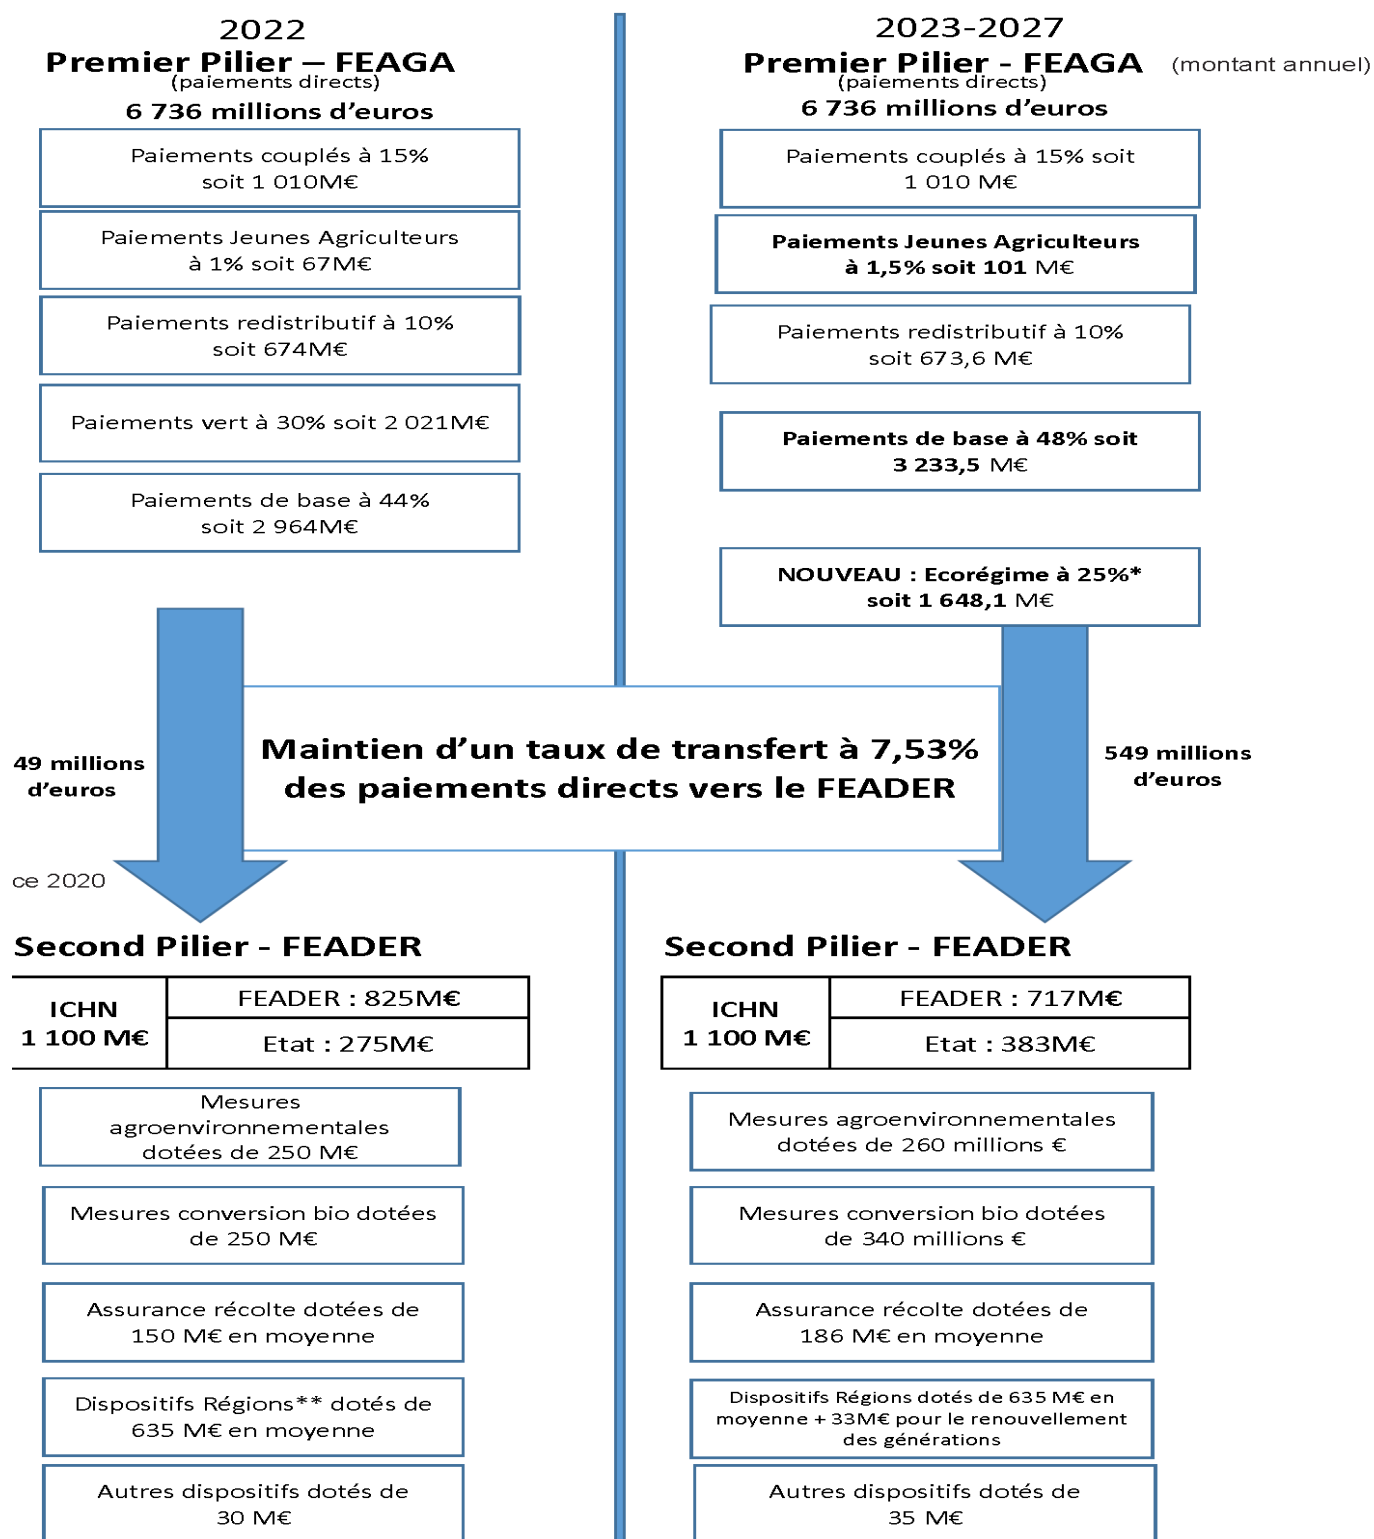 2022
Premier Pilier – FEAGA
(paiements directs)
6 736 millions d’euros
Paiements couplés à 15%
soit 1 010M€
Paiements Jeunes Agriculteurs
à 1% soit 67M€
Paiements redistributif à 10%
soit 674M€
Paiements vert à 30% soit 2 021M€
Paiements de base à 44%
soit 2 964M€
2023-2027
Premier Pilier - FEAGA (montant annuel)
(paiements directs)
6 736 millions d’euros
Paiements couplés à 15% soit
1 010 M€
Paiements Jeunes Agriculteurs
à 1,5% soit 101 M€
Paiements redistributif à 10%
soit 673,6 M€
Paiements de base à 48% soit
3 233,5 M€
NOUVEAU : Ecorégime à 25%*
soit 1 648,1 M€
Maintien d’un taux de transfert à 7,53%
des paiements directs vers le FEADER
49 millions
d’euros
549 millions
d’euros
ce 2020
Second Pilier - FEADER
ICHN
1 100 M€
FEADER : 825M€
Etat : 275M€
Mesures
agroenvironnementales
dotées de 250 M€
Mesures conversion bio dotées
de 250 M€
Assurance récolte dotées de
150 M€ en moyenne
Dispositifs Régions** dotés de
635 M€ en moyenne
Autres dispositifs dotés de
30 M€
Second Pilier - FEADER
ICHN
1 100 M€
FEADER : 717M€
Etat : 383M€
Mesures agroenvironnementales
dotées de 260 millions €
Mesures conversion bio dotées
de 340 millions €
Assurance récolte dotées de
186 M€ en moyenne
Dispositifs Régions dotés de 635 M€ en
moyenne + 33M€ pour le renouvellement
des générations
Autres dispositifs dotés de
35 M€